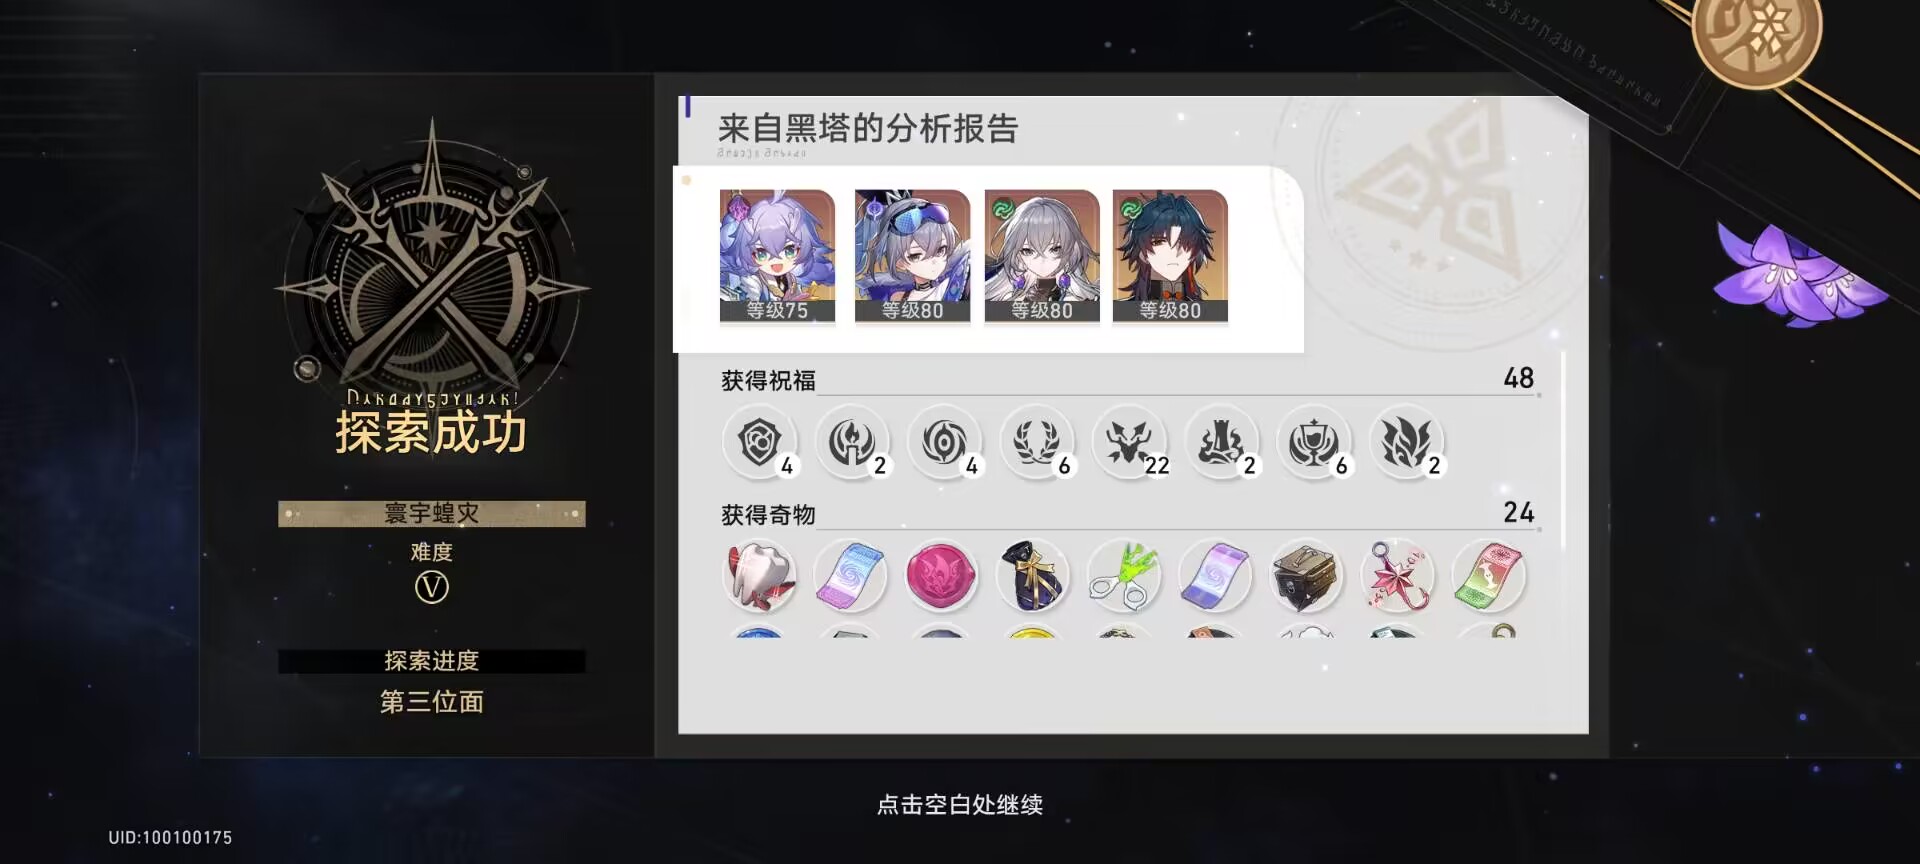 探索成功
寰宇蝗灾
难度
V
探索进度
第三位面
来自黑塔的分析报告
等级75
等级80
等级80
等级80
获得祝福
48
4
2
4
6
22
2
6
2
获得奇物
24
点击空白处继续
UID:100100175